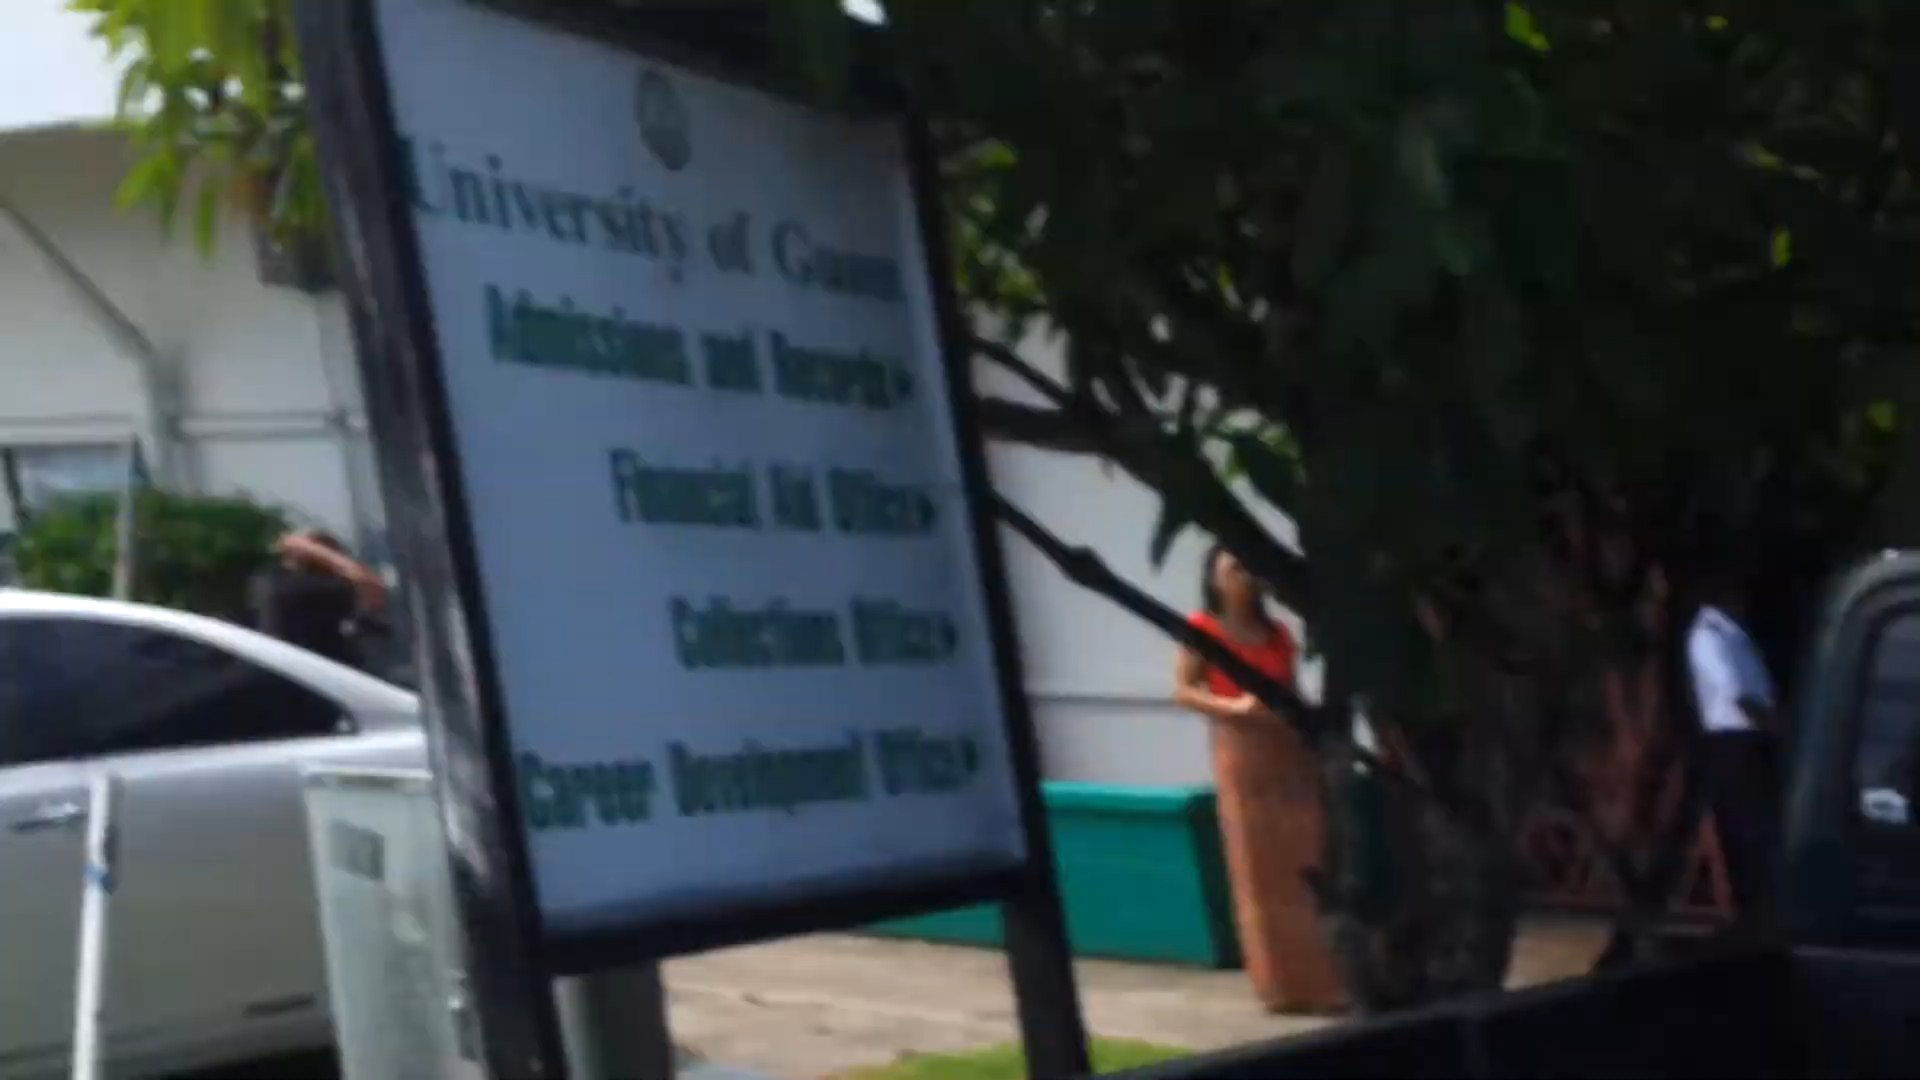 University of Guam
Admissions and Records
Financial Aid Office
Collections Office
Career Development Office